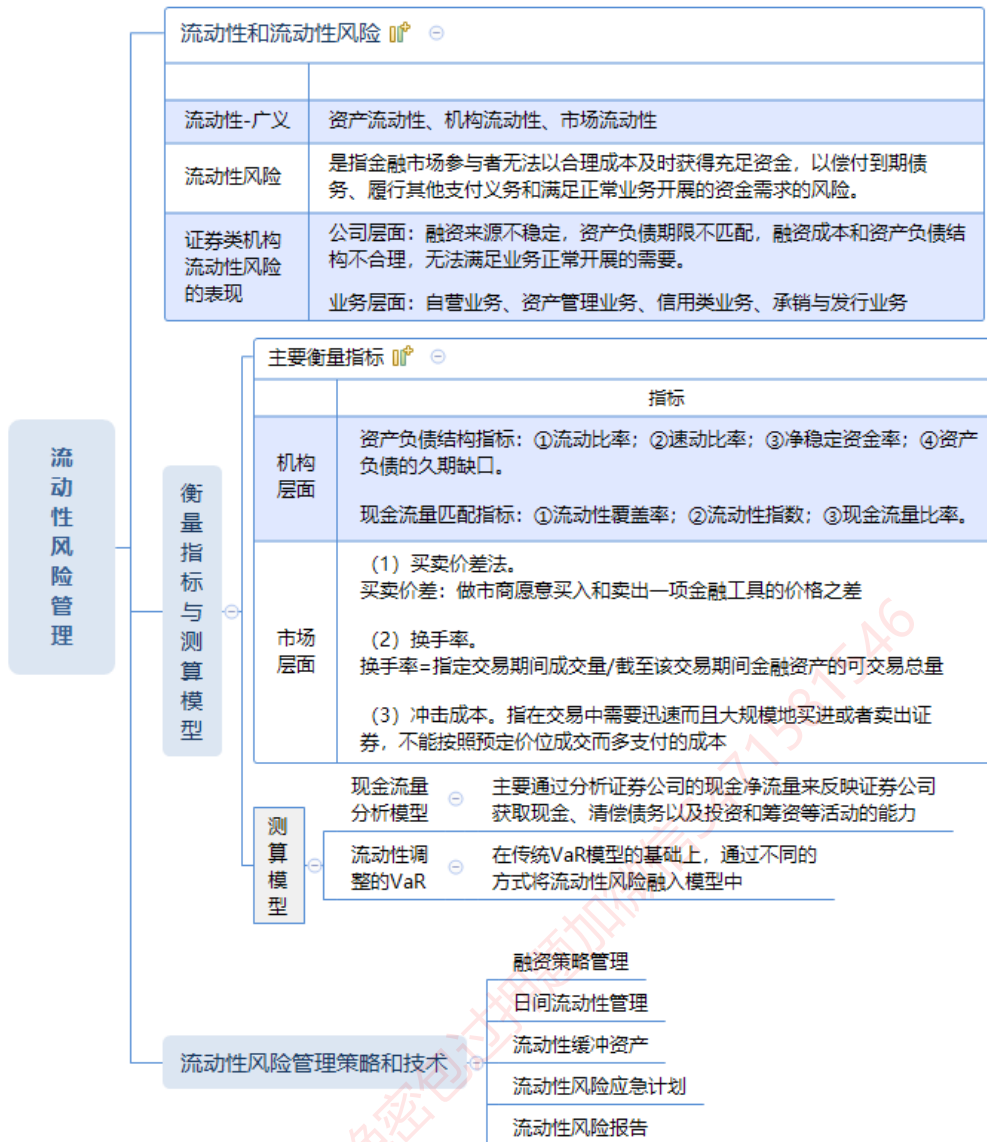 流动性和流动性风险
流动性-广义
资产流动性、机构流动性、市场流动性
流动性风险
是指金融市场参与者无法以合理成本及时获得充足资金，以偿付到期债
务、履行其他支付义务和满足正常业务开展的资金需求的风险。
证券类机构
流动性风险
的表现
公司层面：融资来源不稳定，资产负债期限不匹配，融资成本和资产负债结
构不合理，无法满足业务正常开展的需要。
业务层面：自营业务、资产管理业务、信用类业务、承销与发行业务
流动性风险管理
衡量指标与测算模型
主要衡量指标
指标
机构
层面
资产负债结构指标：①流动比率；②速动比率；③净稳定资金率；④资产
负债的久期缺口。
现金流量匹配指标：①流动性覆盖率；②流动性指数；③现金流量比率。
市场
层面
（1）买卖价差法。
买卖价差：做市商愿意买入和卖出一项金融工具的价格之差
（2）换手率。
换手率=指定交易期间成交量/截至该交易期间金融资产的可交易总量
（3）冲击成本。指在交易中需要迅速而且大规模地买进或者卖出证
券，不能按照预定价位成交而多支付的成本
测算模型
现金流量
分析模型
主要通过分析证券公司的现金净流量来反映证券公司
获取现金、清偿债务以及投资和筹资等活动的能力
流动性调
整的VaR
在传统VaR模型的基础上，通过不同的
方式将流动性风险融入模型中
流动性风险管理策略和技术
融资策略管理
日间流动性管理
流动性缓冲资产
流动性风险应急计划
流动性风险报告